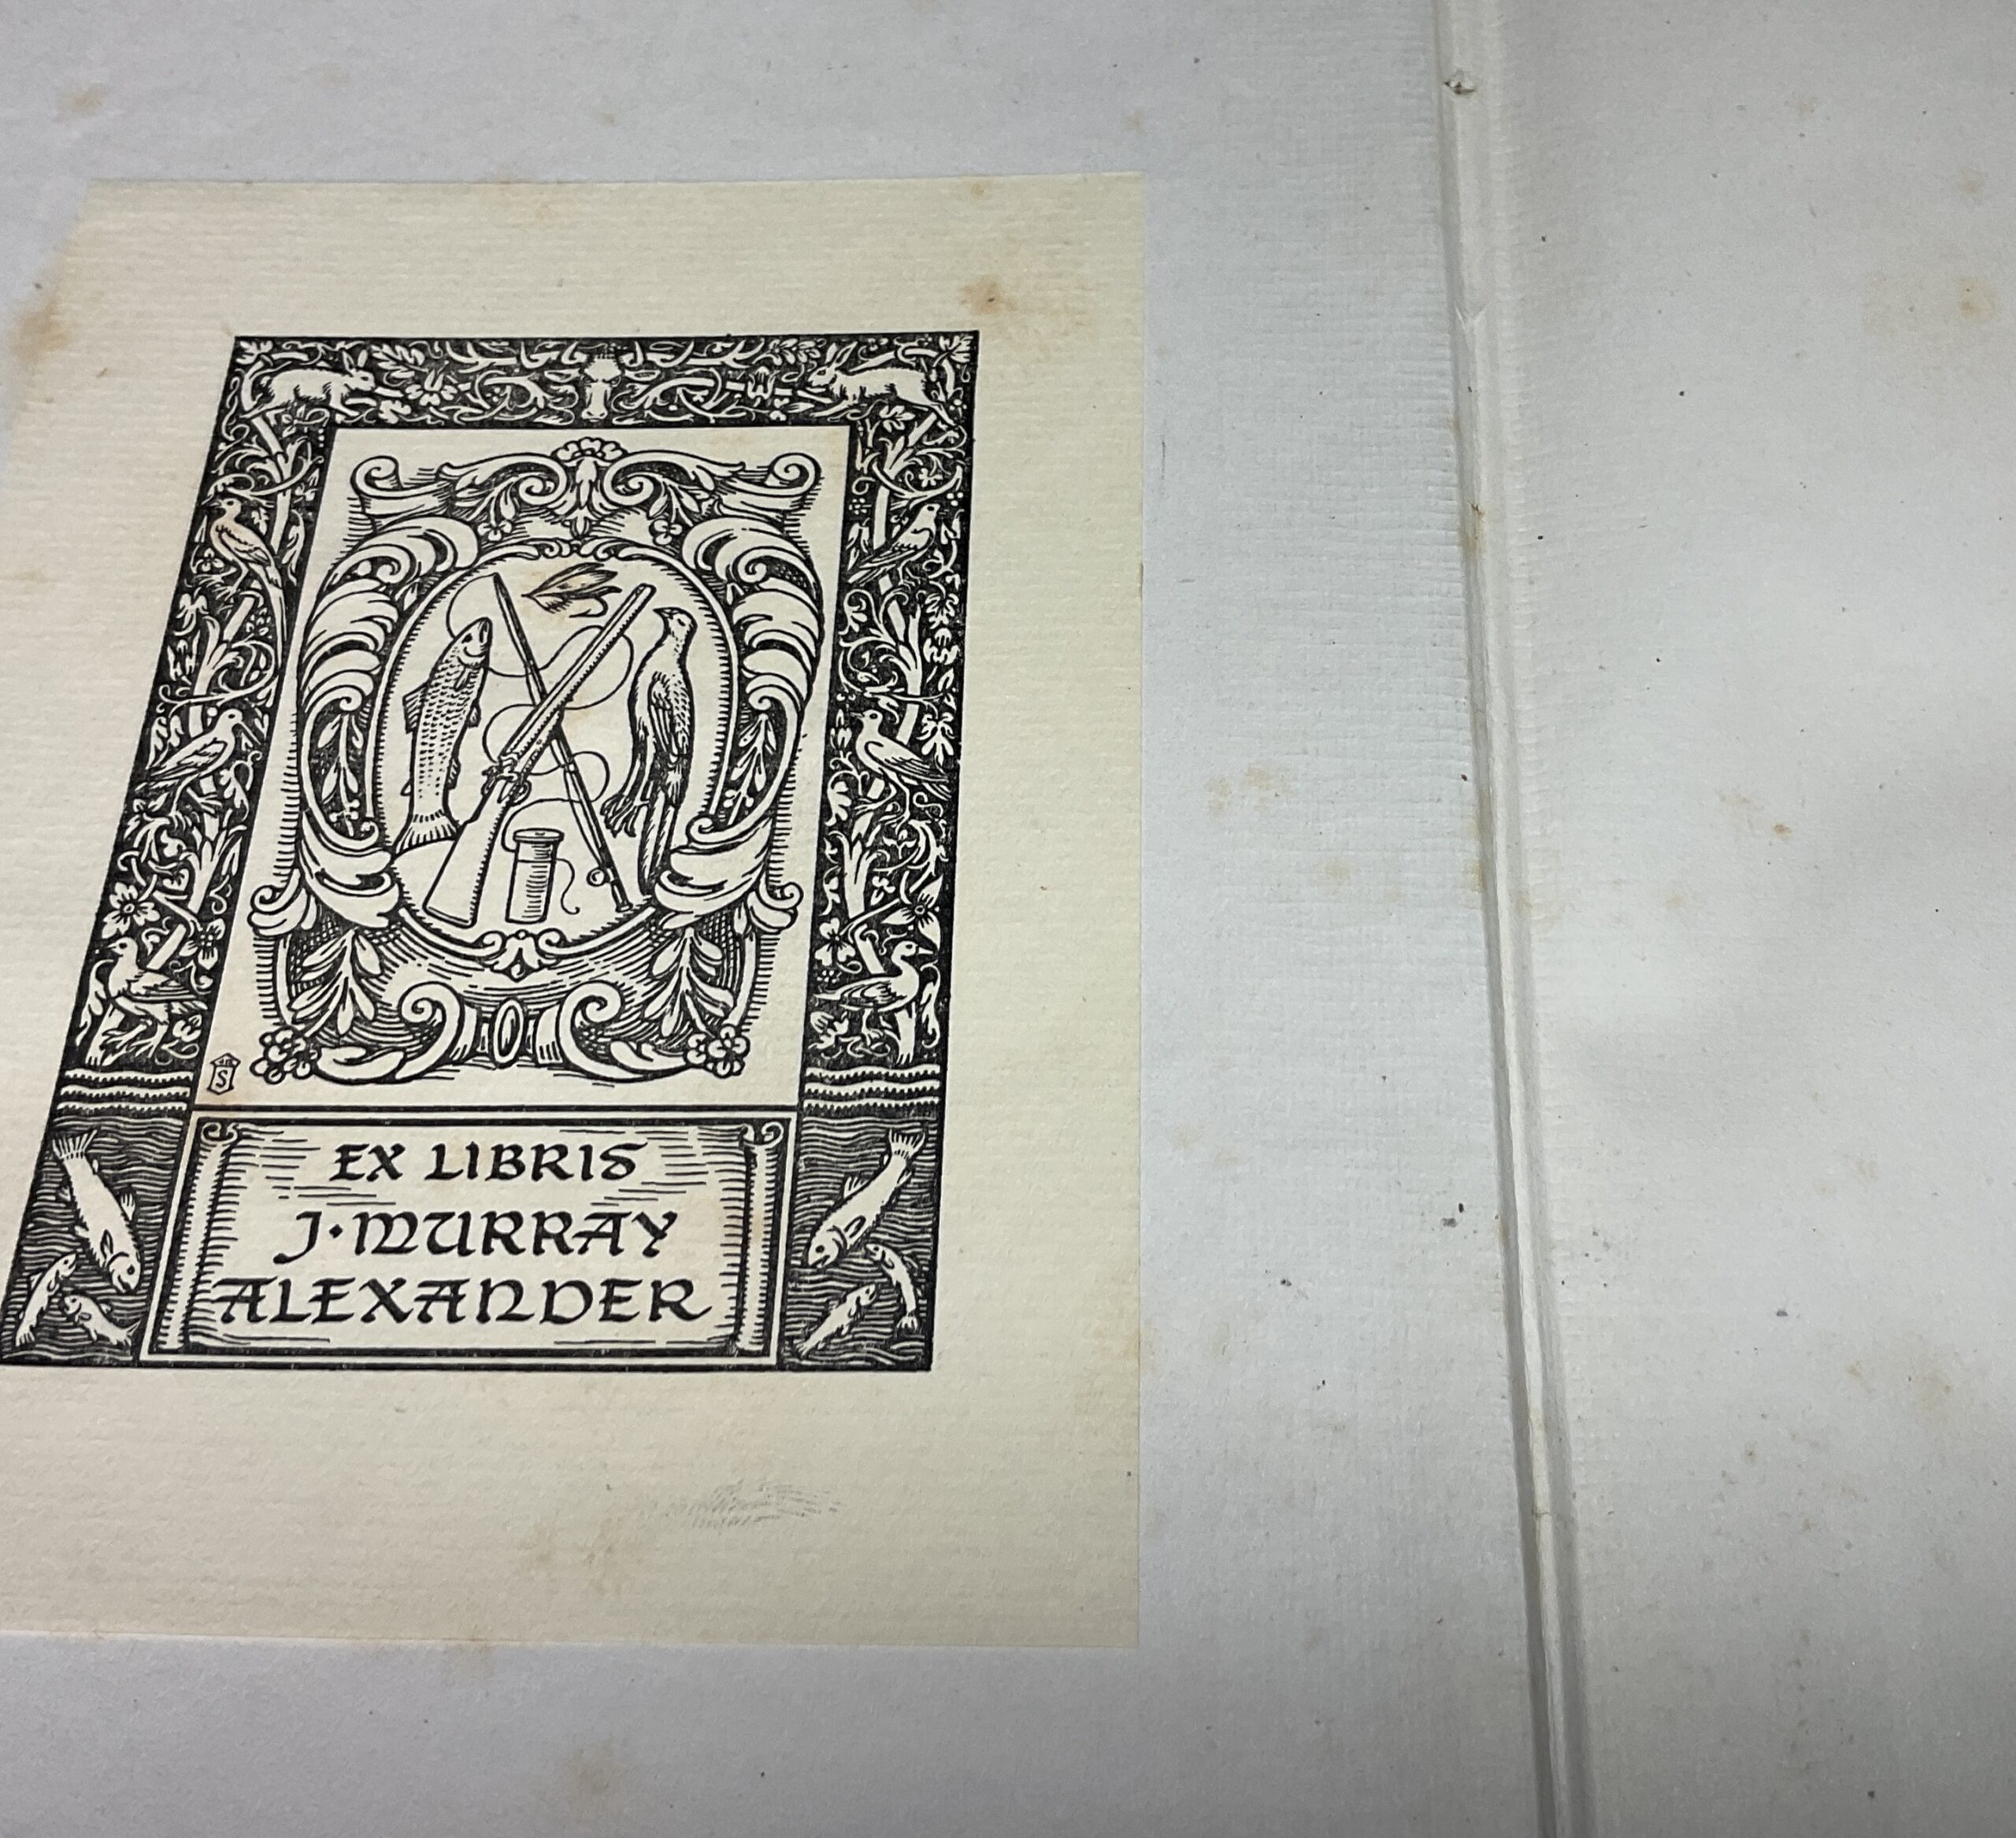 EX LIBRIS
J·MURRAY
ALEXANDER
S